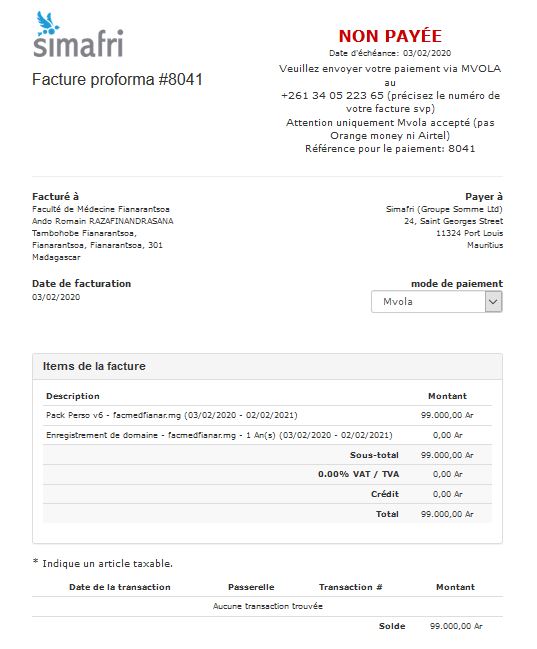 simafri
Facture proforma #8041
NON PAYÉE
Date d'échéance: 03/02/2020
Veuillez envoyer votre paiement via MVOLA
au
+261 34 05 223 65 (précisez le numéro de
votre facture svp)
Attention uniquement Mvola accepté (pas
Orange money ni Airtel)
Référence pour le paiement: 8041
Facturé à
Faculté de Médecine Fianarantsoa
Ando Romain RAZAFINANDRASANA
Tambohobe Fianarantsoa,
Fianarantsoa, Fianarantsoa, 301
Madagascar
Payer à
Simafri (Groupe Somme Ltd)
24, Saint Georges Street
11324 Port Louis
Mauritius
Date de facturation
03/02/2020
mode de paiement
Mvola
Items de la facture
Description Montant
Pack Perso v6 - facmedfianar.mg (03/02/2020 - 02/02/2021) 99.000,00 Ar
Enregistrement de domaine - facmedfianar.mg - 1 An(s) (03/02/2020 - 02/02/2021) 0,00 Ar
Sous-total 99.000,00 Ar
0.00% VAT / TVA 0,00 Ar
Crédit 0,00 Ar
Total 99.000,00 Ar
* Indique un article taxable.
Date de la transaction Passerelle Transaction # Montant
Aucune transaction trouvée
Solde 99.000,00 Ar